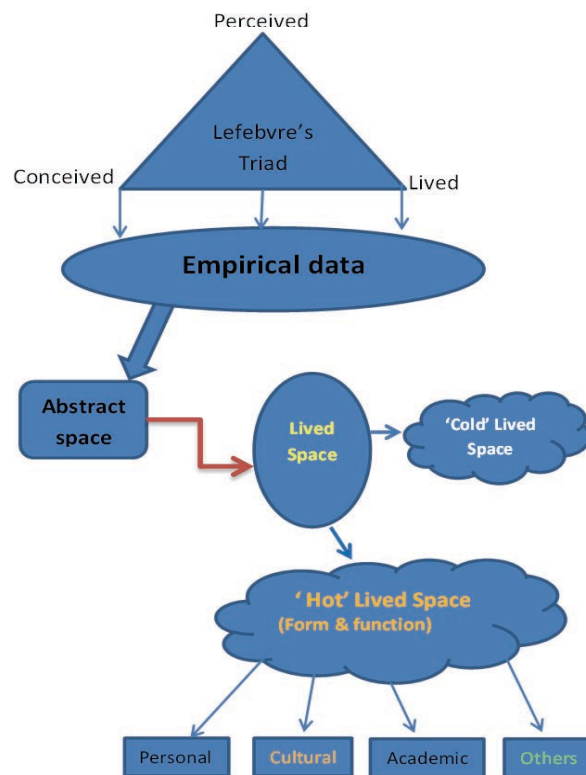 Perceived
Lefebvre's
Triad
Conceived
Lived
Empirical data
Abstract
space
Lived
Space
'Cold' Lived
Space
' Hot' Lived Space
(Form & function)
Personal
Cultural
Academic
Others